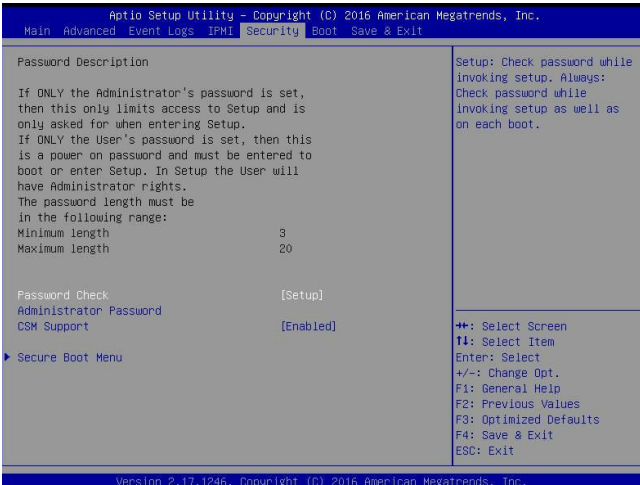 Aptio Setup Utility – Copyright (C) 2016 American Megatrends, Inc.
Main Advanced Event Logs IPMI Security Boot Save & Exit
Password Description
If ONLY the Administrator's password is set,
then this only limits access to Setup and is
only asked for when entering Setup.
If ONLY the User's password is set, then this
is a power on password and must be entered to
boot or enter Setup. In Setup the User will
have Administrator rights.
The password length must be
in the following range:
Minimum length 3
Maximum length 20
Password Check [Setup]
Administrator Password
CSM Support [Enabled]
Secure Boot Menu
Setup: Check password while
invoking setup. Always:
Check password while
invoking setup as well as
on each boot.
→←: Select Screen
↑↓: Select Item
Enter: Select
+/-: Change Opt.
F1: General Help
F2: Previous Values
F3: Optimized Defaults
F4: Save & Exit
ESC: Exit
Version 2.17.1246. Copyright (C) 2016 American Megatrends, Inc.